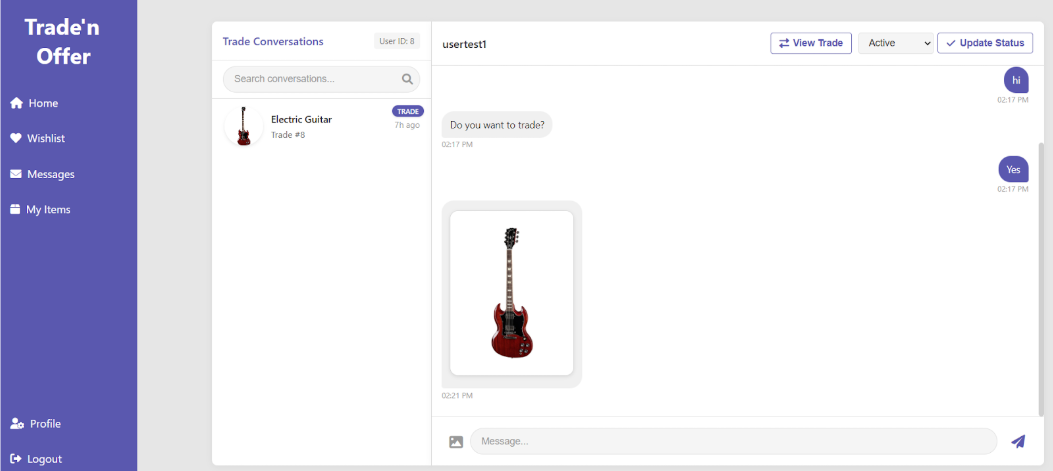 Trade'n
Offer
Home
Wishlist
Messages
My Items
Profile
Logout
Trade Conversations
User ID: 8
Search conversations...
Electric Guitar
TRADE
Trade #8
7h ago
usertest1
View Trade
Active
Update Status
hi
02:17 PM
Do you want to trade?
02:17 PM
Yes
02:17 PM
02:21 PM
Message...